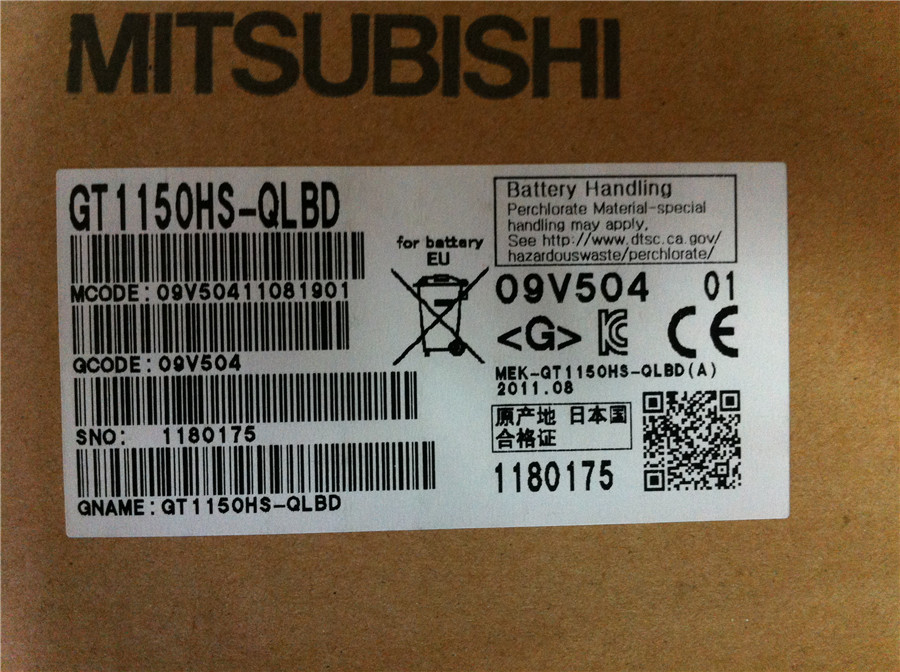 MITSUBISHI
GT1150HS-QLBD
MCODE:09V50411081901
QCODE:09V504
SNO: 1180175
GNAME:GT1150HS-QLBD
for battery
EU
Battery Handling
Perchlorate Material-special
handling may apply,
See http://www.dtsc.ca.gov/
hazardouswaste/perchlorate/
09V504 01
<G> KC CE
MEK-GT1150HS-QLBD(A)
2011.08
原产地 日本国
合格证
1180175